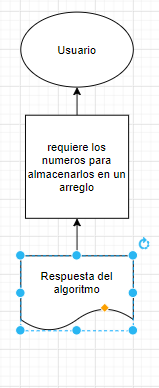 Usuario
requiere los
numeros para
almacenarlos en un
arreglo
Respuesta del
algoritmo